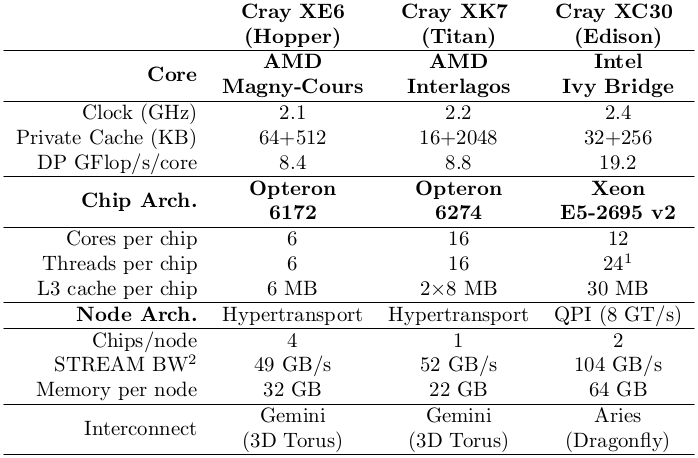 Cray XE6 Cray XK7 Cray XC30
(Hopper) (Titan) (Edison)
Core AMD AMD Intel
Magny-Cours Interlagos Ivy Bridge
Clock (GHz) 2.1 2.2 2.4
Private Cache (KB) 64+512 16+2048 32+256
DP GFlop/s/core 8.4 8.8 19.2
Chip Arch. Opteron Opteron Xeon
6172 6274 E5-2695 v2
Cores per chip 6 16 12
Threads per chip 6 16 24¹
L3 cache per chip 6 MB 2×8 MB 30 MB
Node Arch. Hypertransport Hypertransport QPI (8 GT/s)
Chips/node 4 1 2
STREAM BW² 49 GB/s 52 GB/s 104 GB/s
Memory per node 32 GB 22 GB 64 GB
Interconnect Gemini Gemini Aries
(3D Torus) (3D Torus) (Dragonfly)